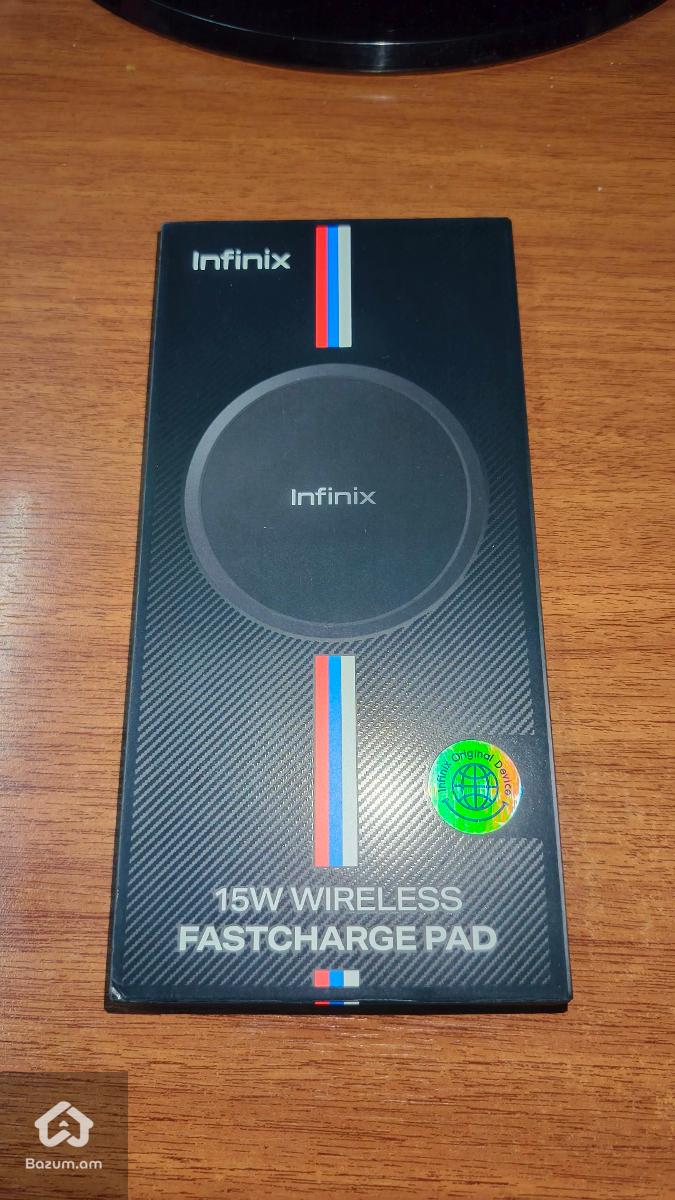 Infinix
Infinix
Infinix Original Device
15W WIRELESS
FASTCHARGE PAD
Bazum.am